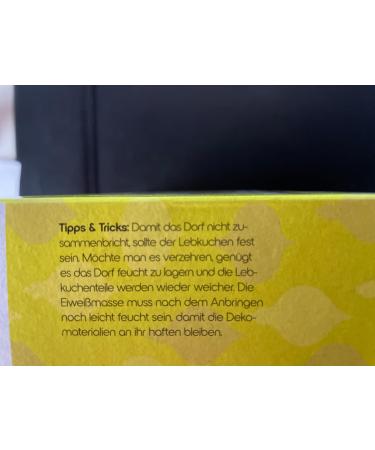 Tipps & Tricks: Damit das Dorf nicht zu-
sammenbricht, sollte der Lebkuchen fest
sein. Möchte man es verzehren, genügt
es das Dorf feucht zu lagern und die Leb-
kuchenteile werden wieder weicher. Die
Eiweißmasse muss nach dem Anbringen
noch leicht feucht sein, damit die Deko-
materialien an ihr haften bleiben.